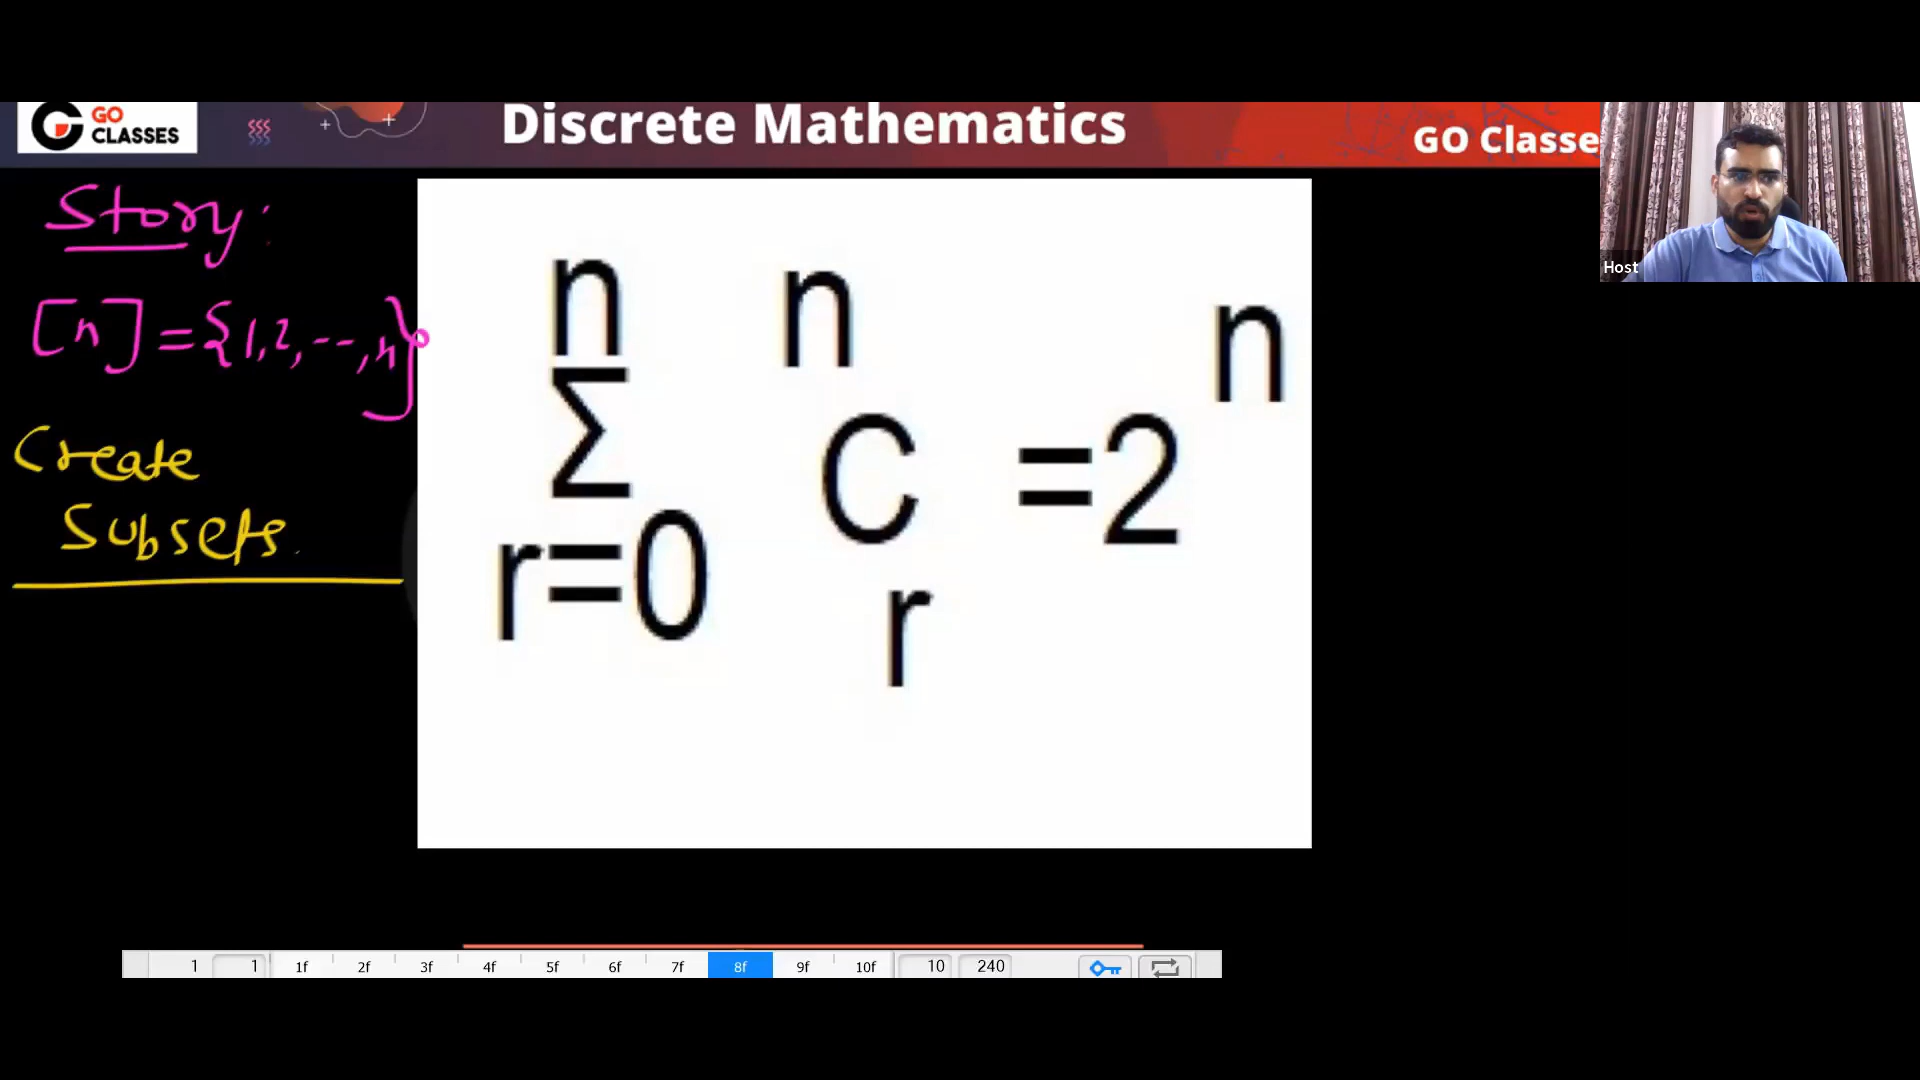 GO
CLASSES
Discrete Mathematics
GO Classe
Host
Story:
[n] = {1,2,--,n}
Create
Subsets.
n
Σ
r=0
n
C
r
=2
n
1 1 1f 2f 3f 4f 5f 6f 7f 8f 9f 10f 10 240